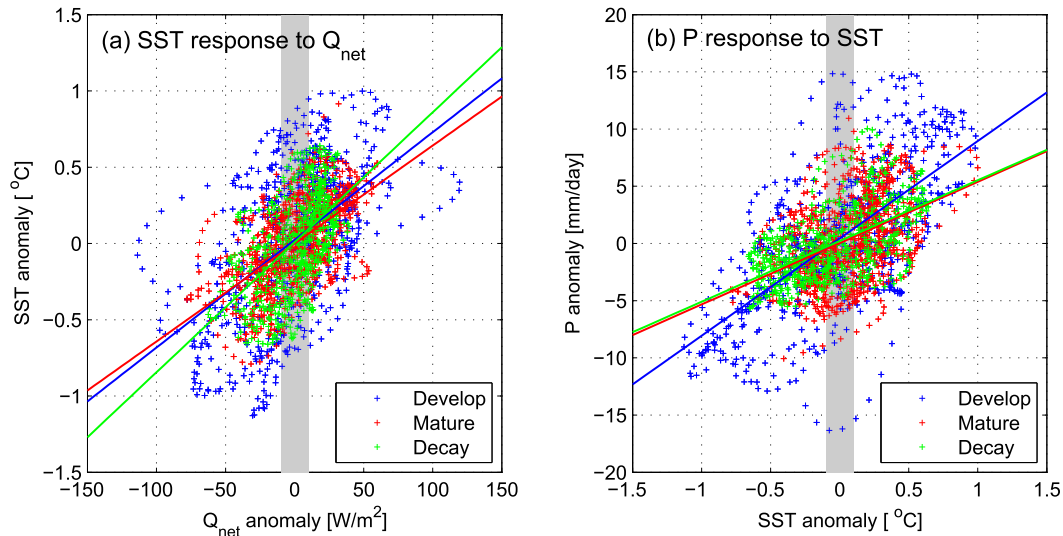 (a) SST response to Q_net
1.5
1
0.5
0
−0.5
−1
−1.5
SST anomaly [ °C]
−150 −100 −50 0 50 100 150
Q_net anomaly [W/m²]
Develop
Mature
Decay
(b) P response to SST
20
15
10
5
0
−5
−10
−15
−20
P anomaly [mm/day]
−1.5 −1 −0.5 0 0.5 1 1.5
SST anomaly [ °C]
Develop
Mature
Decay